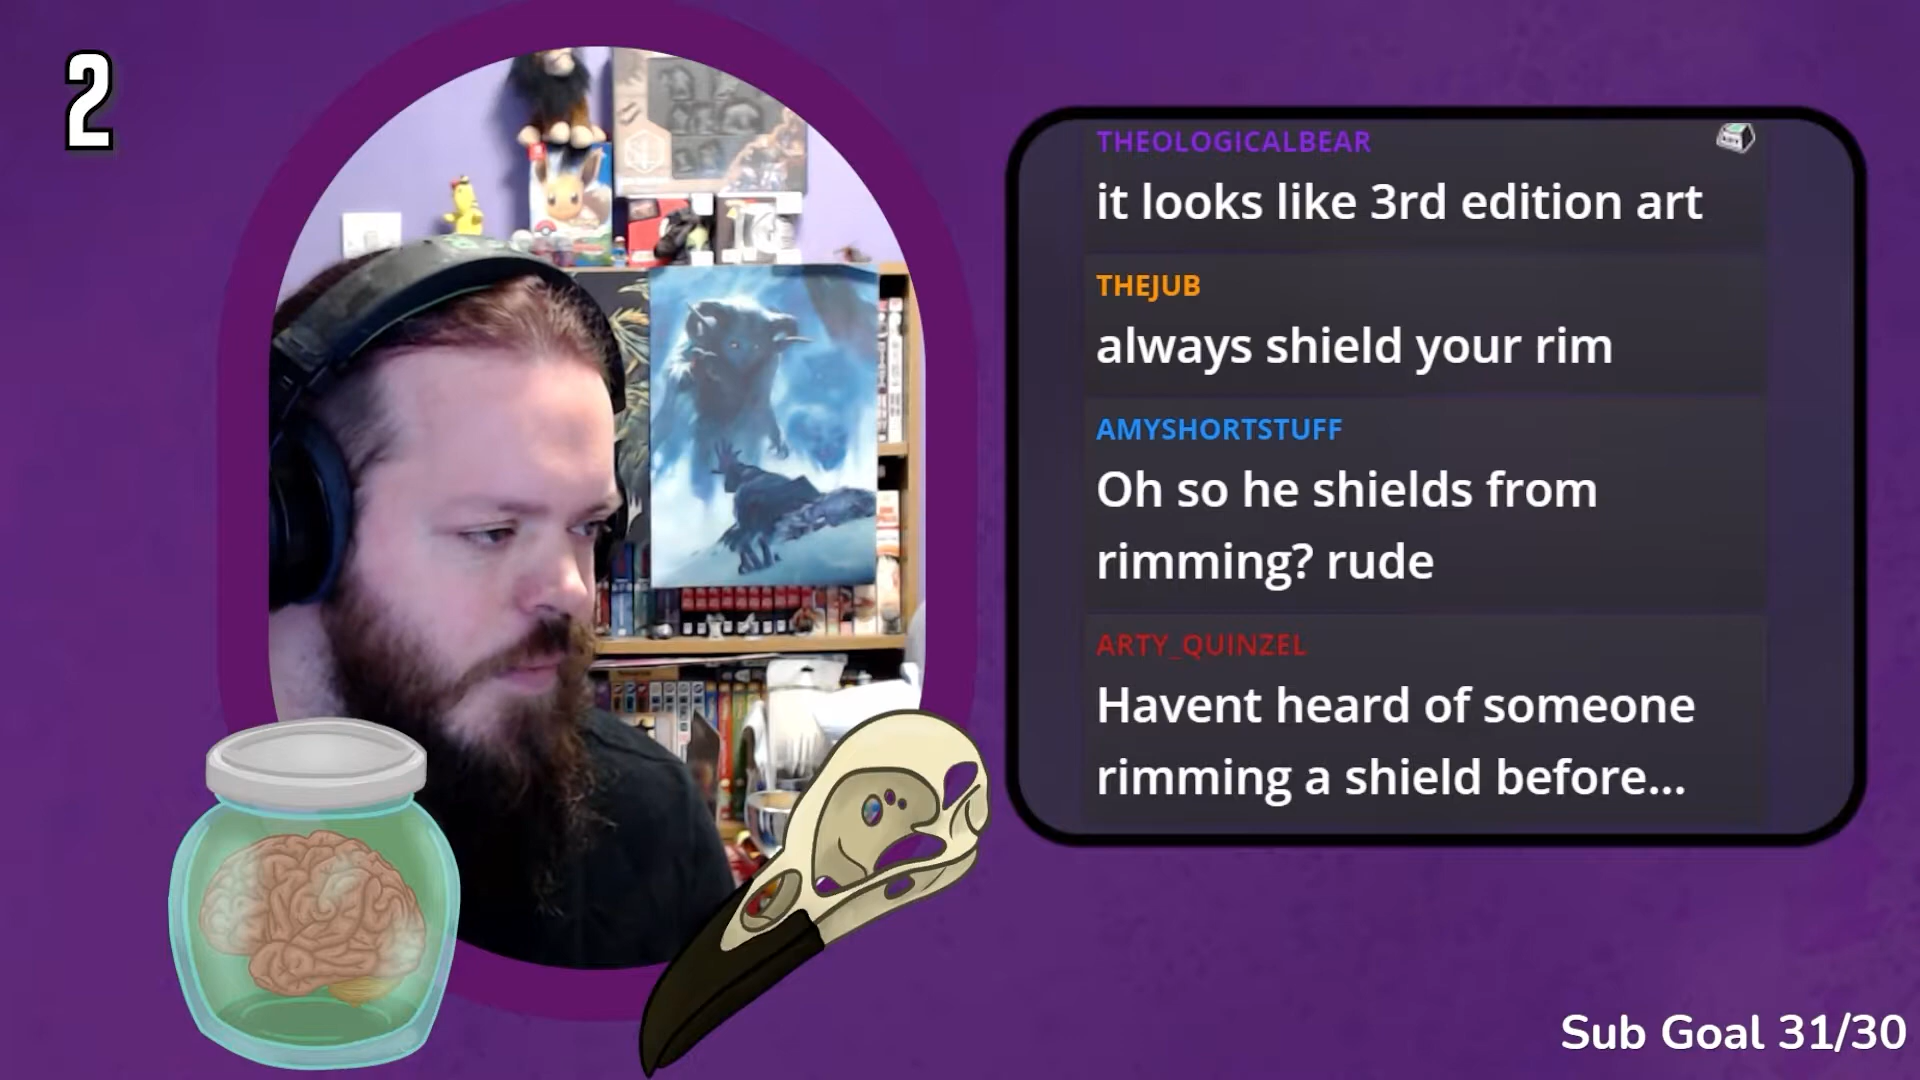 2
THEOLOGICALBEAR
it looks like 3rd edition art
THEJUB
always shield your rim
AMYSHORTSTUFF
Oh so he shields from
rimming? rude
ARTY_QUINZEL
Havent heard of someone
rimming a shield before...
Sub Goal 31/30